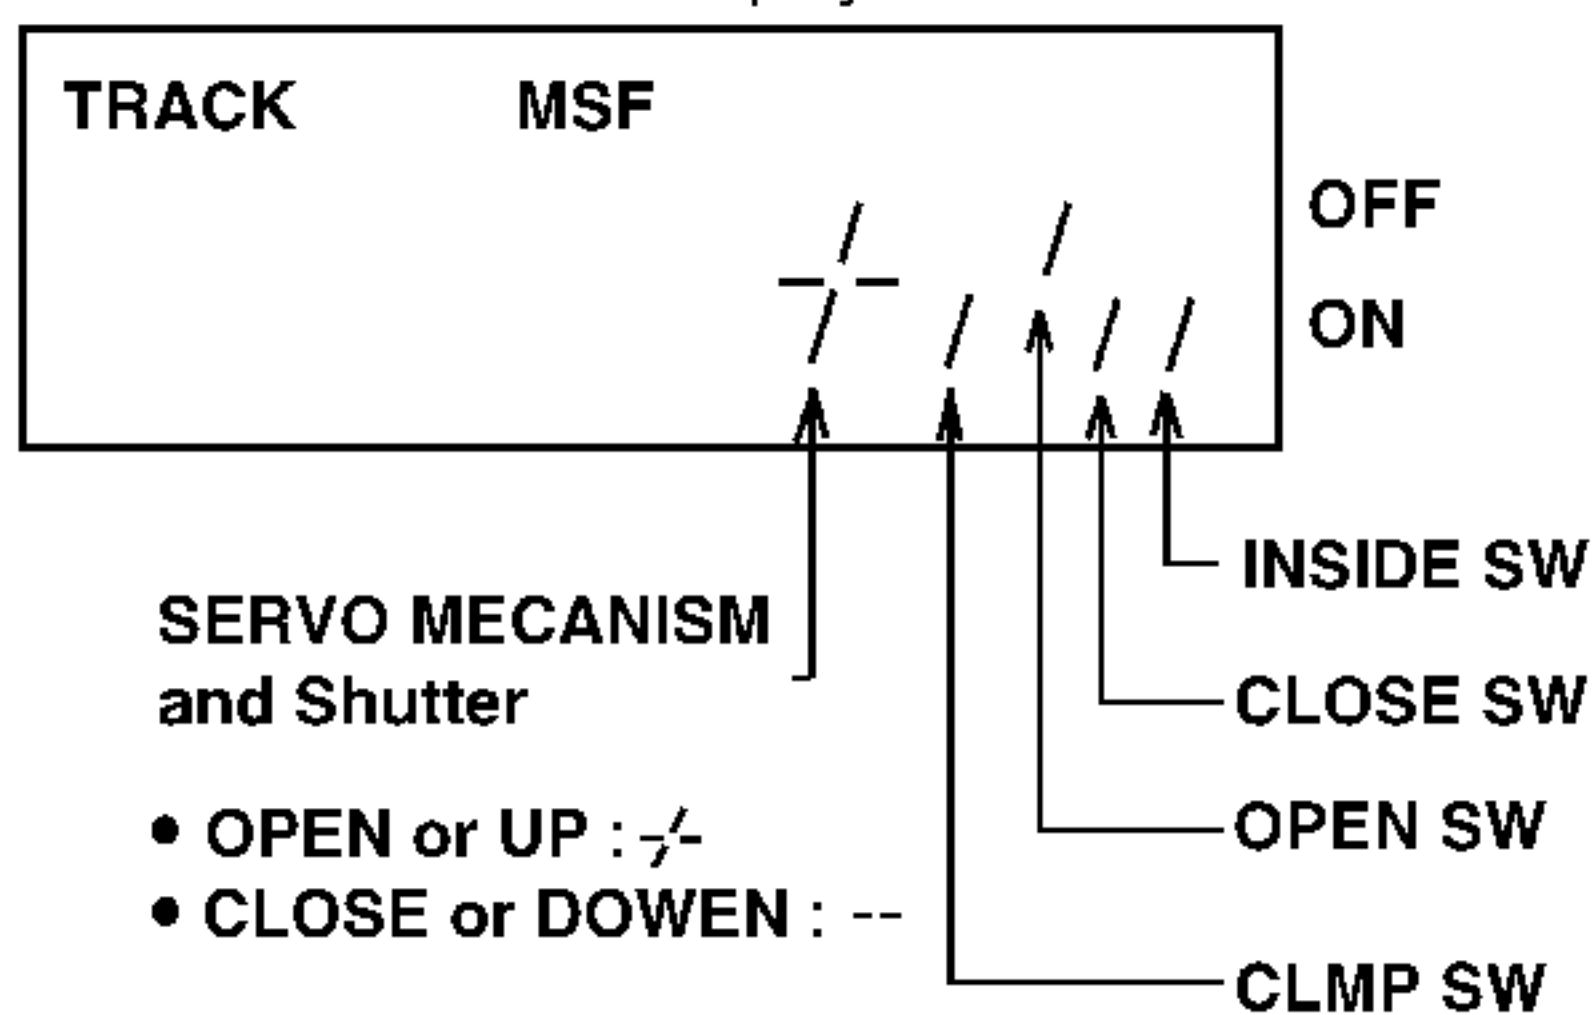 TRACK MSF
OFF
ON
INSIDE SW
SERVO MECANISM
and Shutter
CLOSE SW
• OPEN or UP : -/-
OPEN SW
• CLOSE or DOWEN : --
CLMP SW